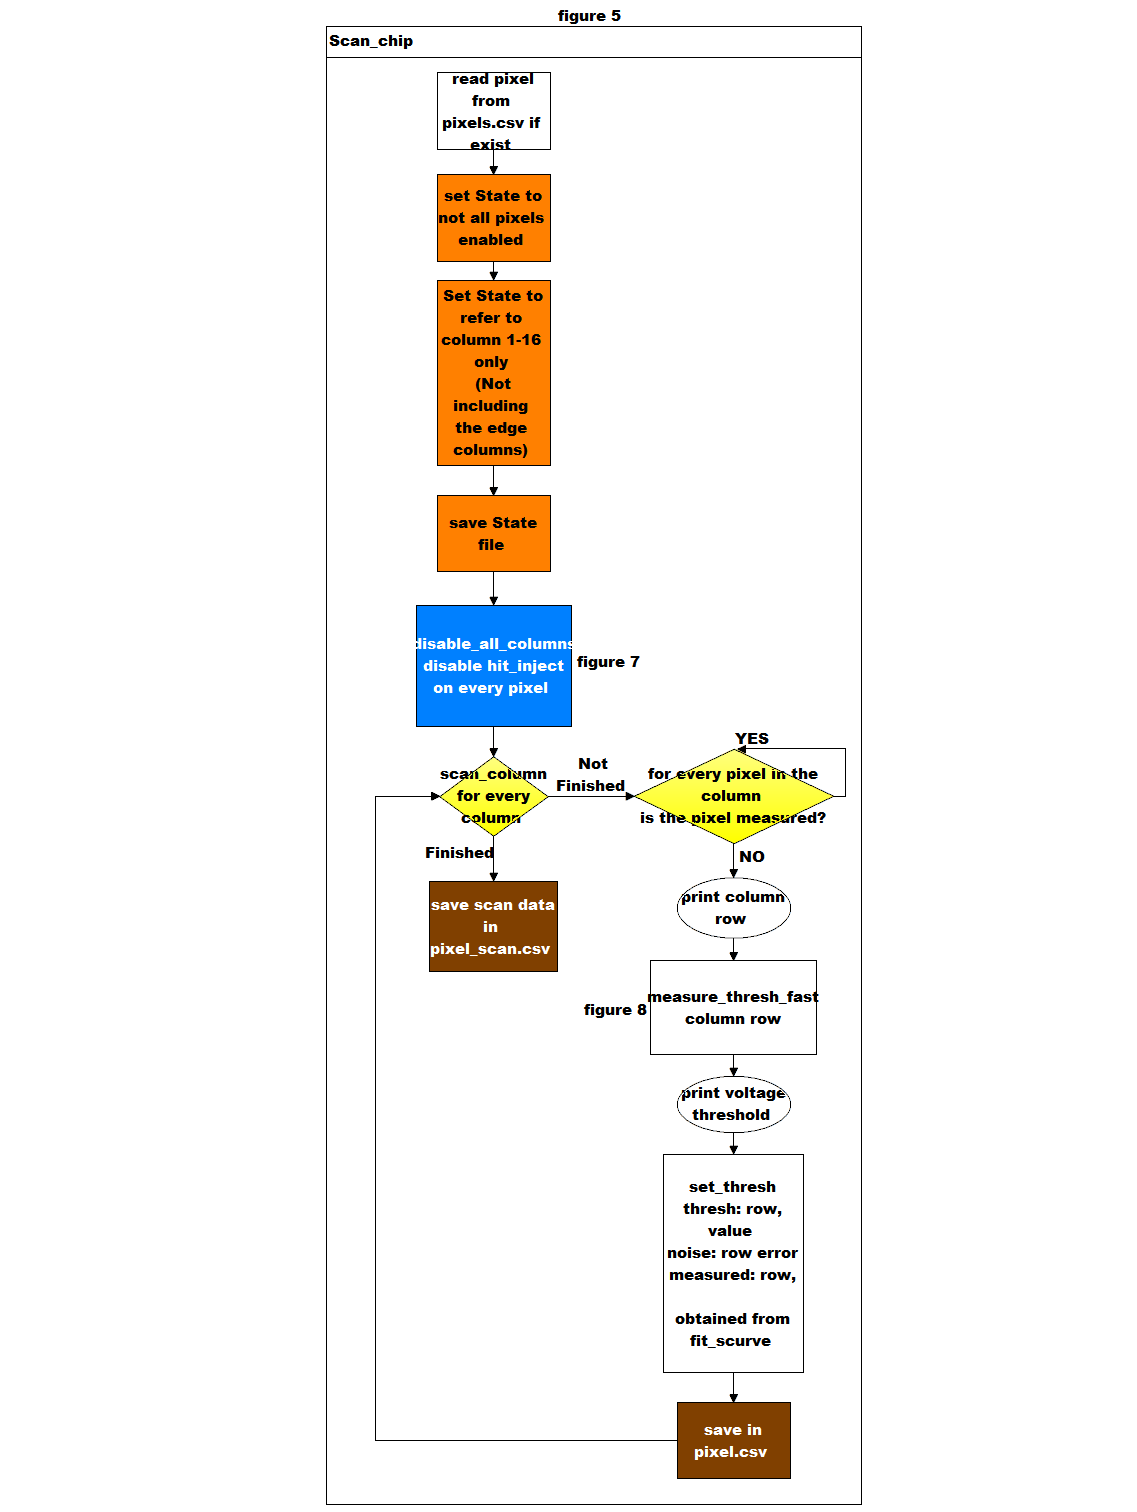 figure 5
Scan_chip
read pixel
from
pixels.csv if
exist
set State to
not all pixels
enabled
Set State to
refer to
column 1-16
only
(Not
including
the edge
columns)
save State
file
disable_all_columns
disable hit_inject
on every pixel
figure 7
scan_column
for every
column
Not
Finished
YES
for every pixel in the
column
is the pixel measured?
Finished
NO
save scan data
in
pixel_scan.csv
print column
row
measure_thresh_fast
column row
figure 8
print voltage
threshold
set_thresh
thresh: row,
value
noise: row error
measured: row,
obtained from
fit_scurve
save in
pixel.csv